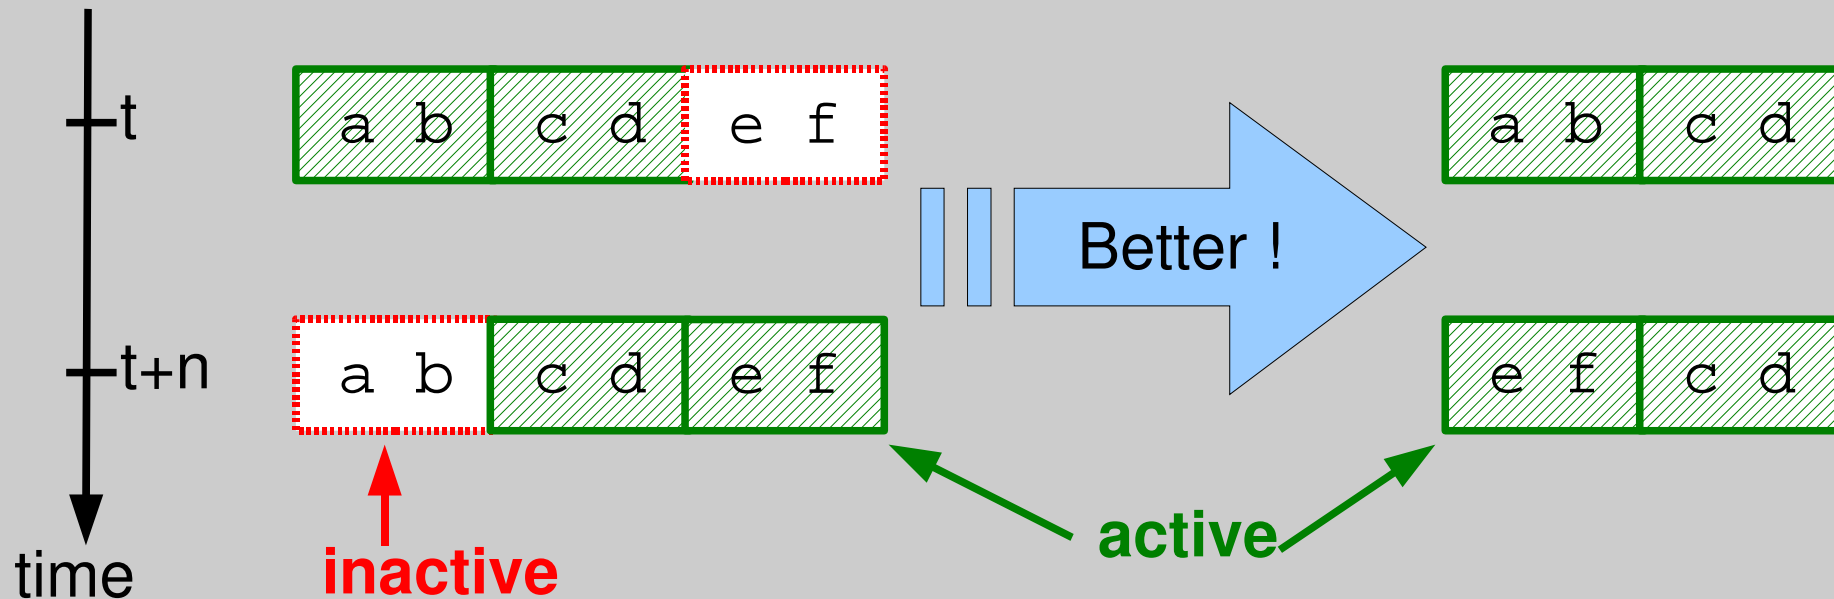 t
a b c d e f
a b c d
Better !
t+n
a b c d e f
e f c d
active
inactive
time